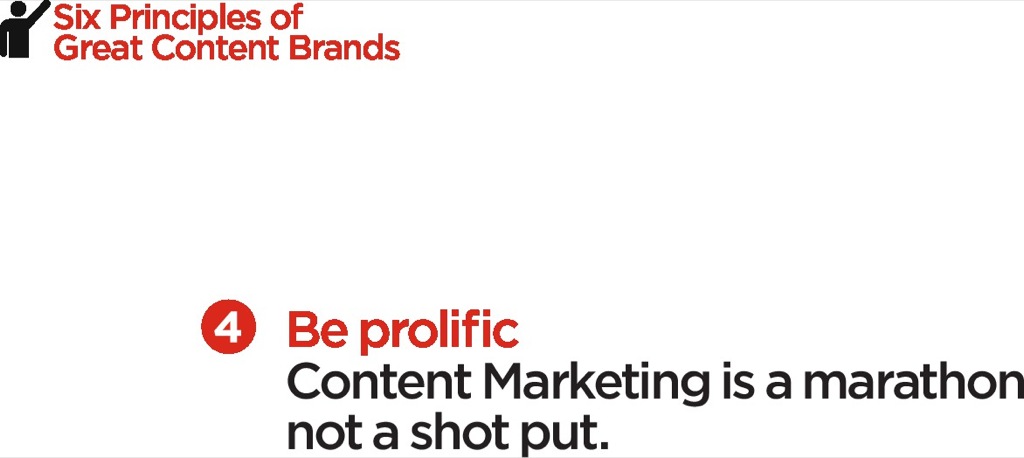 Six Principles of
Great Content Brands
4 Be prolific
Content Marketing is a marathon
not a shot put.